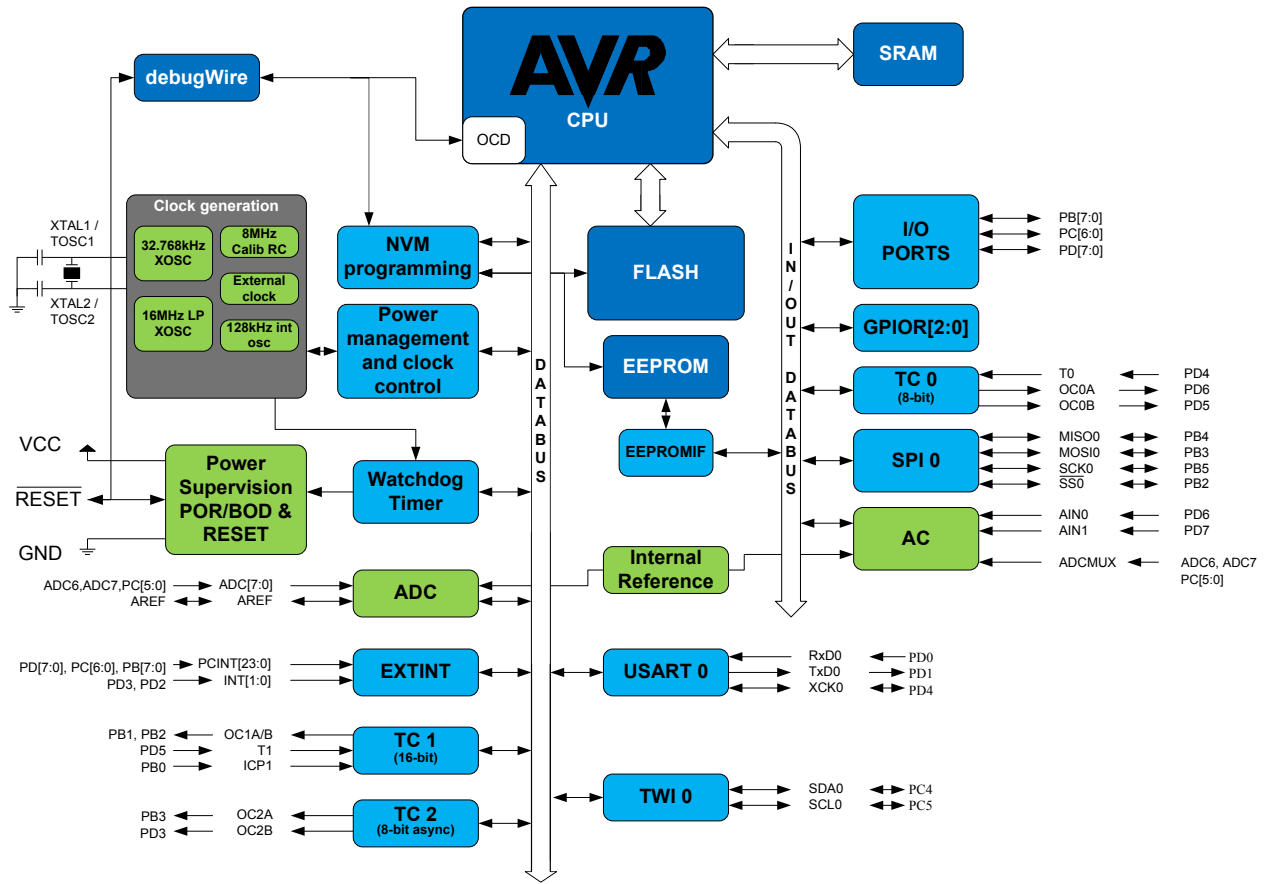 AVR
CPU
OCD
SRAM
debugWire
Clock generation
32.768kHz
XOSC
8MHz
Calib RC
External
clock
16MHz LP
XOSC
128kHz int
osc
XTAL1 /
TOSC1
XTAL2 /
TOSC2
NVM
programming
Power
management
and clock
control
FLASH
EEPROM
EEPROMIF
I/O
PORTS
PB[7:0]
PC[6:0]
PD[7:0]
GPIOR[2:0]
TC 0
(8-bit)
T0 PD4
OC0A PD6
OC0B PD5
SPI 0
MISO0 PB4
MOSI0 PB3
SCK0 PB5
SS0 PB2
AC
AIN0 PD6
AIN1 PD7
ADCMUX ADC6, ADC7
PC[5:0]
DATABUS
IN/OUT DATABUS
VCC
RESET
GND
Power
Supervision
POR/BOD &
RESET
Watchdog
Timer
Internal
Reference
ADC6,ADC7,PC[5:0] ADC[7:0]
AREF AREF
ADC
PD[7:0], PC[6:0], PB[7:0] PCINT[23:0]
PD3, PD2 INT[1:0]
EXTINT
USART 0
RxD0 PD0
TxD0 PD1
XCK0 PD4
PB1, PB2 OC1A/B
PD5 T1
PB0 ICP1
TC 1
(16-bit)
TWI 0
SDA0 PC4
SCL0 PC5
PB3 OC2A
PD3 OC2B
TC 2
(8-bit async)